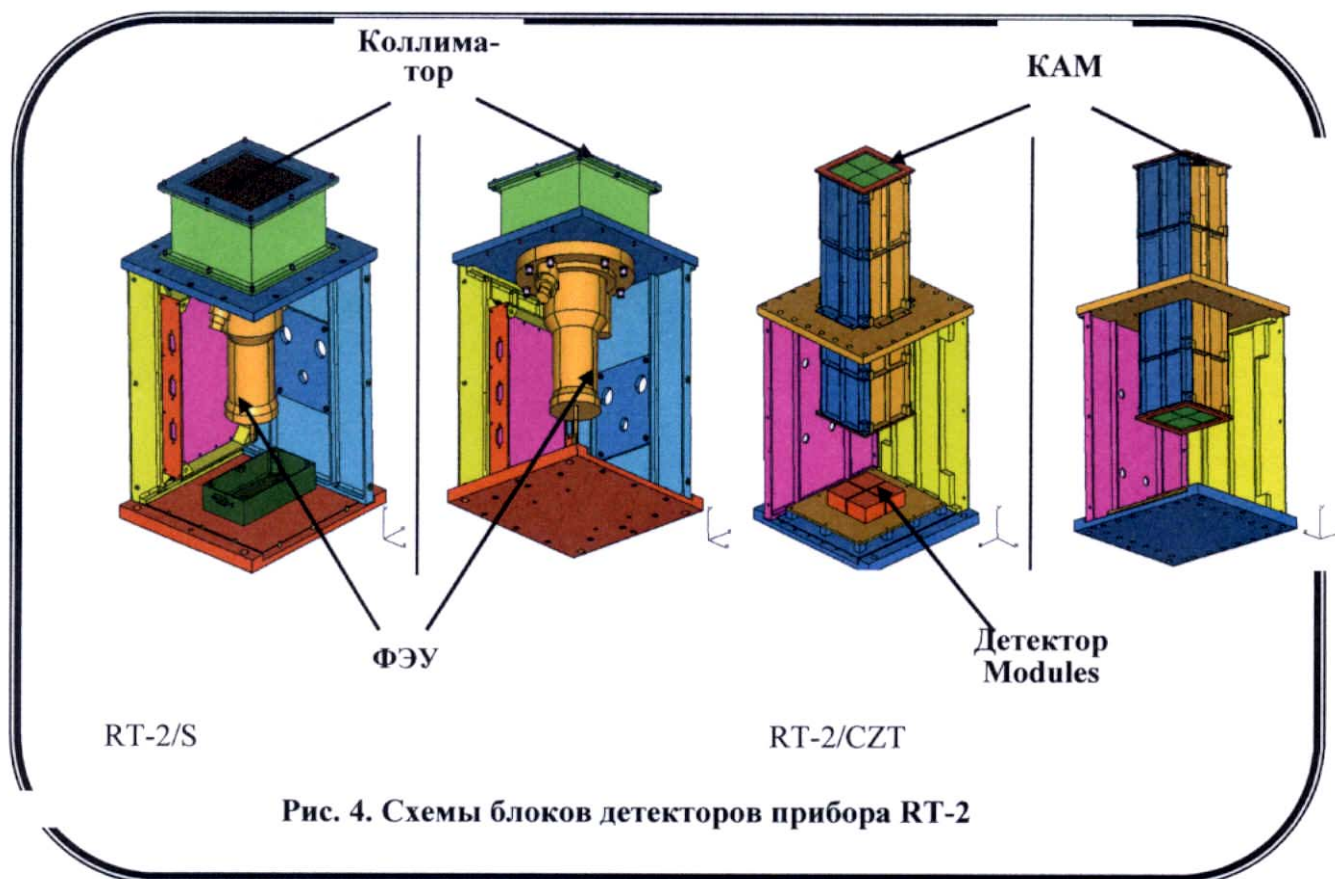 Коллима-
тор
КАМ
ФЭУ
Детектор
Modules
RT-2/S
RT-2/CZT
Рис. 4. Схемы блоков детекторов прибора RT-2